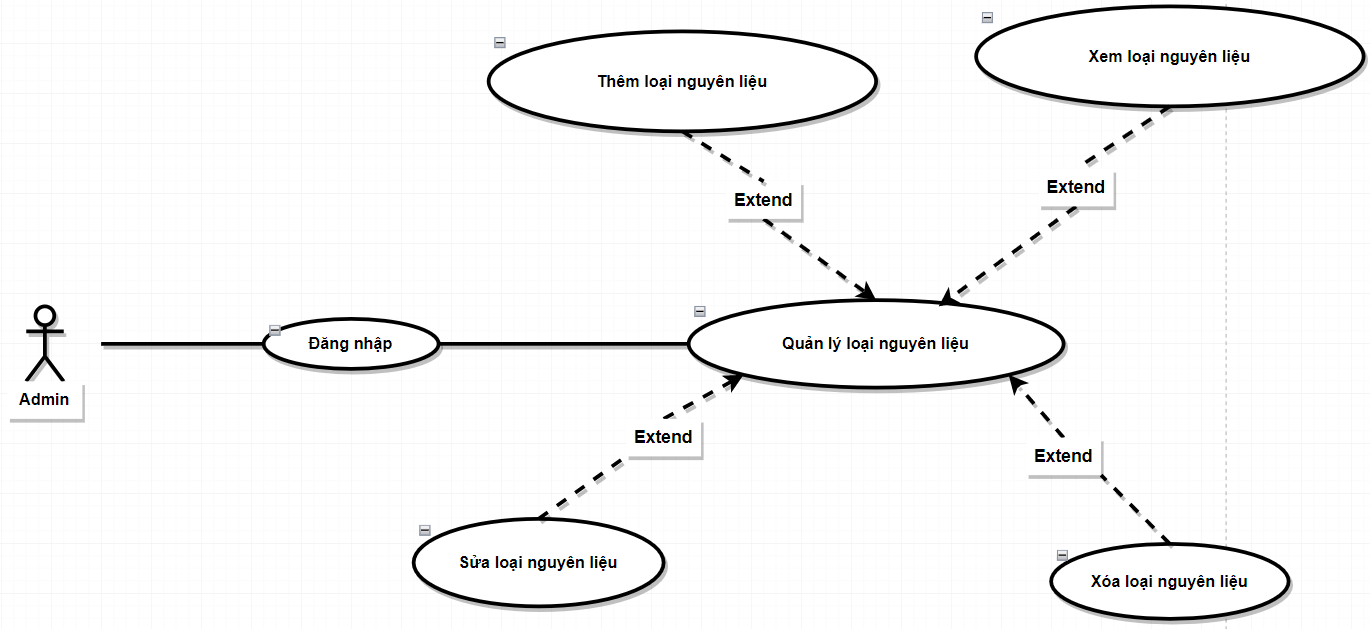 Xem loại nguyên liệu
Thêm loại nguyên liệu
Extend
Extend
Đăng nhập
Quản lý loại nguyên liệu
Admin
Extend
Extend
Sửa loại nguyên liệu
Xóa loại nguyên liệu